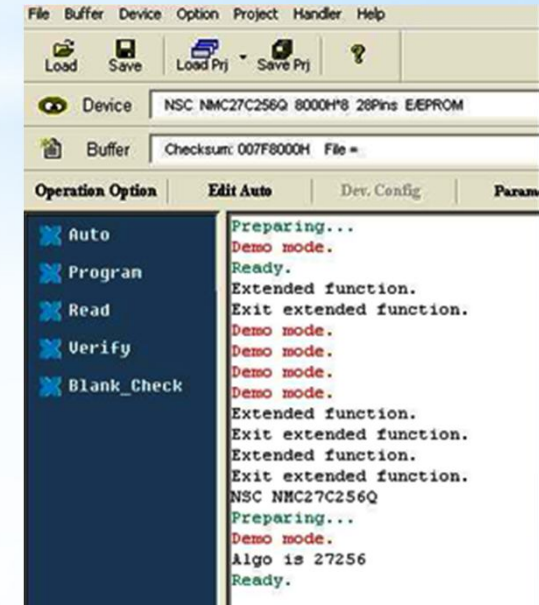 File Buffer Device Option Project Handler Help
Load Save Load Prj Save Prj ?
Device NSC NMC27C256Q 8000H*8 28Pins E/EPROM
Buffer Checksum: 007F8000H File =
Operation Option Edit Auto Dev. Config Param
Auto
Program
Read
Verify
Blank_Check
Preparing...
Demo mode.
Ready.
Extended function.
Exit extended function.
Demo mode.
Demo mode.
Demo mode.
Demo mode.
Extended function.
Exit extended function.
Extended function.
Exit extended function.
NSC NMC27C256Q
Preparing...
Demo mode.
Algo is 27256
Ready.